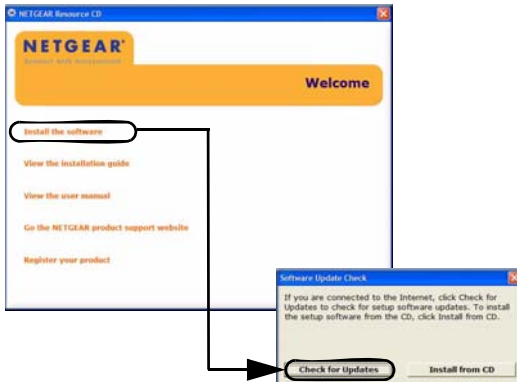 NETGEAR Resource CD
NETGEAR®
Connect with Innovation
Welcome
Install the software
View the installation guide
View the user manual
Go the NETGEAR product support website
Register your product
Software Update Check
If you are connected to the Internet, click Check for
Updates to check for setup software updates. To install
the setup software from the CD, click Install from CD.
Check for Updates
Install from CD